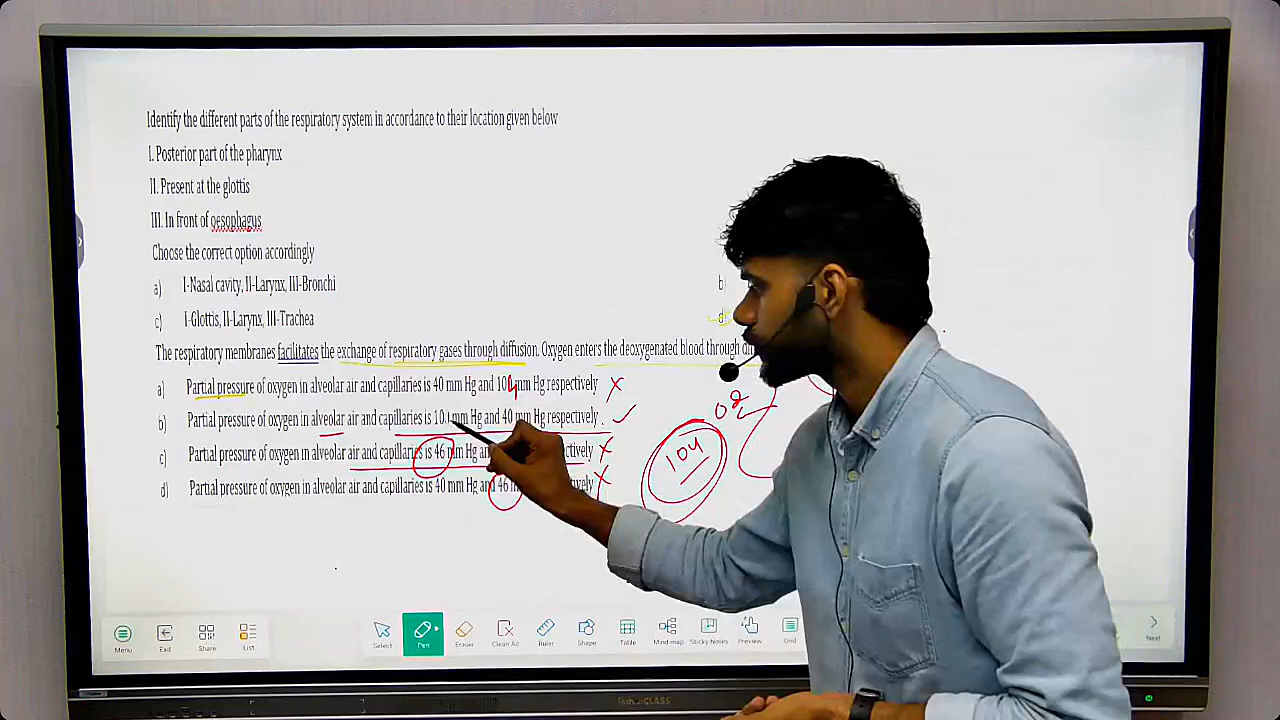 Identify the different parts of the respiratory system in accordance to their location given below
I. Posterior part of the pharynx
II. Present at the glottis
III. In front of oesophagus
Choose the correct option accordingly
a) I-Nasal cavity, II-Larynx, III-Bronchi
b)
c) I-Glottis, II-Larynx, III-Trachea
d)
The respiratory membranes facilitates the exchange of respiratory gases through diffusion. Oxygen enters the deoxygenated blood through
a) Partial pressure of oxygen in alveolar air and capillaries is 40 mm Hg and 104 mm Hg respectively
b) Partial pressure of oxygen in alveolar air and capillaries is mm Hg and 40 mm Hg respectively.
c) Partial pressure of oxygen in alveolar air and capillaries is 46 mm Hg
d) Partial pressure of oxygen in alveolar air and capillaries is 40 mm Hg and 46
O2
104
Menu Exit Share List Select Pen Eraser Clean All Ruler Shape Table Mind map Sticky Notes Preview Grid Next